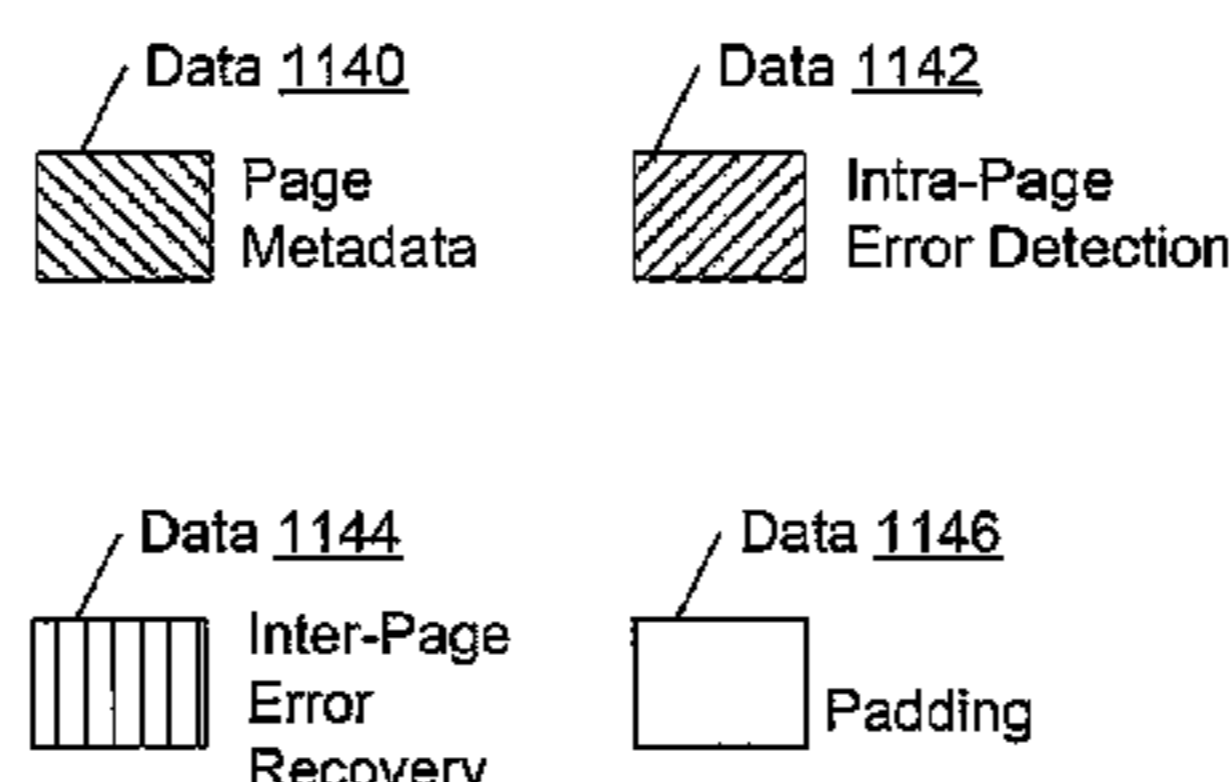 Data 1140
Page
Metadata
Data 1142
Intra-Page
Error Detection
Data 1144
Inter-Page
Error
Recovery
Data 1146
Padding